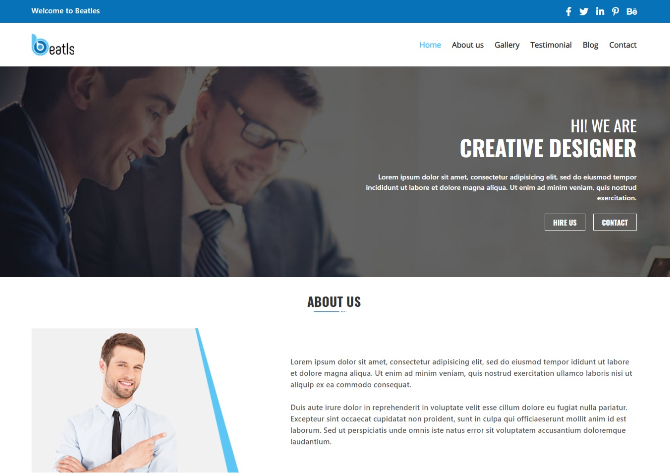 Welcome to Beatles
beatls
Home About us Gallery Testimonial Blog Contact
HI! WE ARE
CREATIVE DESIGNER
Lorem ipsum dolor sit amet, consectetur adipisicing elit, sed do eiusmod tempor
incididunt ut labore et dolore magna aliqua. Ut enim ad minim veniam, quis nostrud
exercitation.
HIRE US CONTACT
ABOUT US
Lorem ipsum dolor sit amet, consectetur adipisicing elit, sed do eiusmod tempor ididunt ut labore
et dolore magna aliqua. Ut enim ad minim veniam, quis nostrud exercitation ullamco laboris nisi ut
aliquip ex ea commodo consequat.
Duis aute irure dolor in reprehenderit in voluptate velit esse cillum dolore eu fugiat nulla pariatur.
Excepteur sint occaecat cupidatat non proident, sunt in culpa qui officiaeserunt mollit anim id est
laborum. Sed ut perspiciatis unde omnis iste natus error sit voluptatem accusantium doloremque
laudantium.